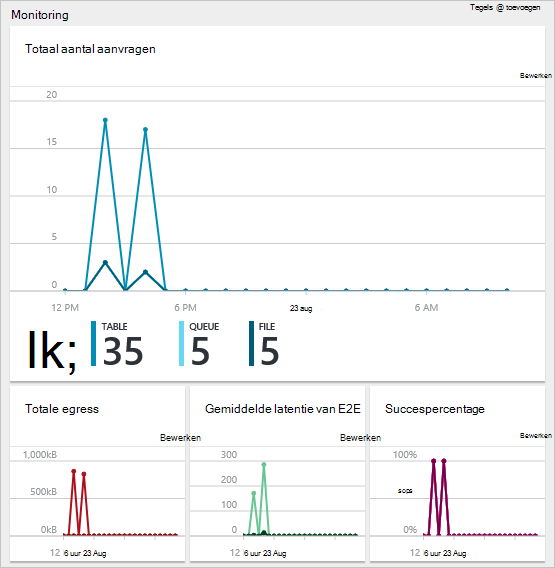 Monitoring
Tegels @ toevoegen
Totaal aantal aanvragen
Bewerken
20
15
10
5
0
12 PM 6 PM 23 aug 6 AM
lk;
TABLE
35
QUEUE
5
FILE
5
Totale egress
Bewerken
1,000kB
500kB
0kB
12 6 uur 23 Aug
Gemiddelde latentie van E2E
Bewerken
300
200
100
0
12 6 uur 23 Aug
Succespercentage
Bewerken
100%
sops
0%
12 6 uur 23 Aug